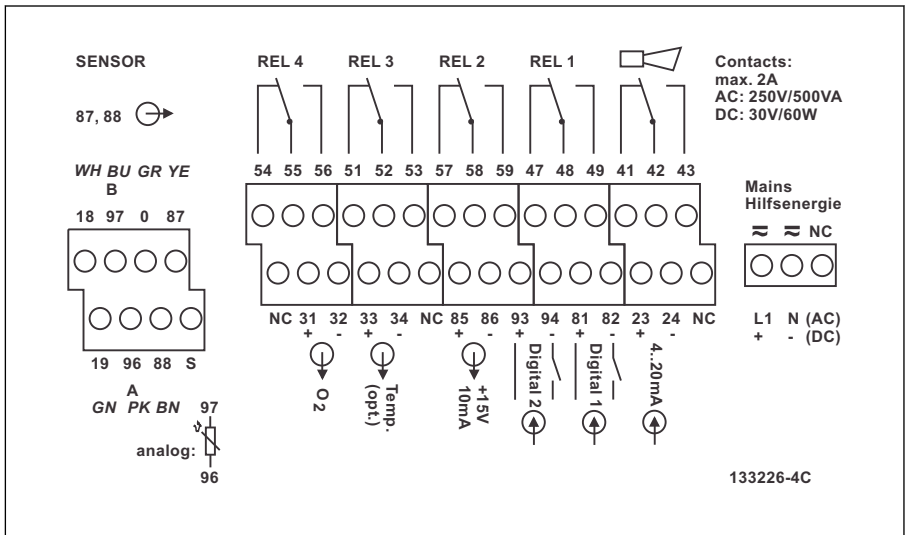 SENSOR
87, 88
REL 4 REL 3 REL 2 REL 1
Contacts:
max. 2A
AC: 250V/500VA
DC: 30V/60W
WH BU GR YE
B
18 97 0 87
19 96 88 S
A
GN PK BN
analog:
97
96
54 55 56 51 52 53 57 58 59 47 48 49 41 42 43
NC 31 32 33 34 NC 85 86 93 94 81 82 23 24 NC
+ - + - + - + - + - + -
O2
Temp.
(opt.)
+15V
10mA
Digital 2
Digital 1
4..20mA
Mains
Hilfsenergie
NC
L1 N (AC)
+ - (DC)
133226-4C